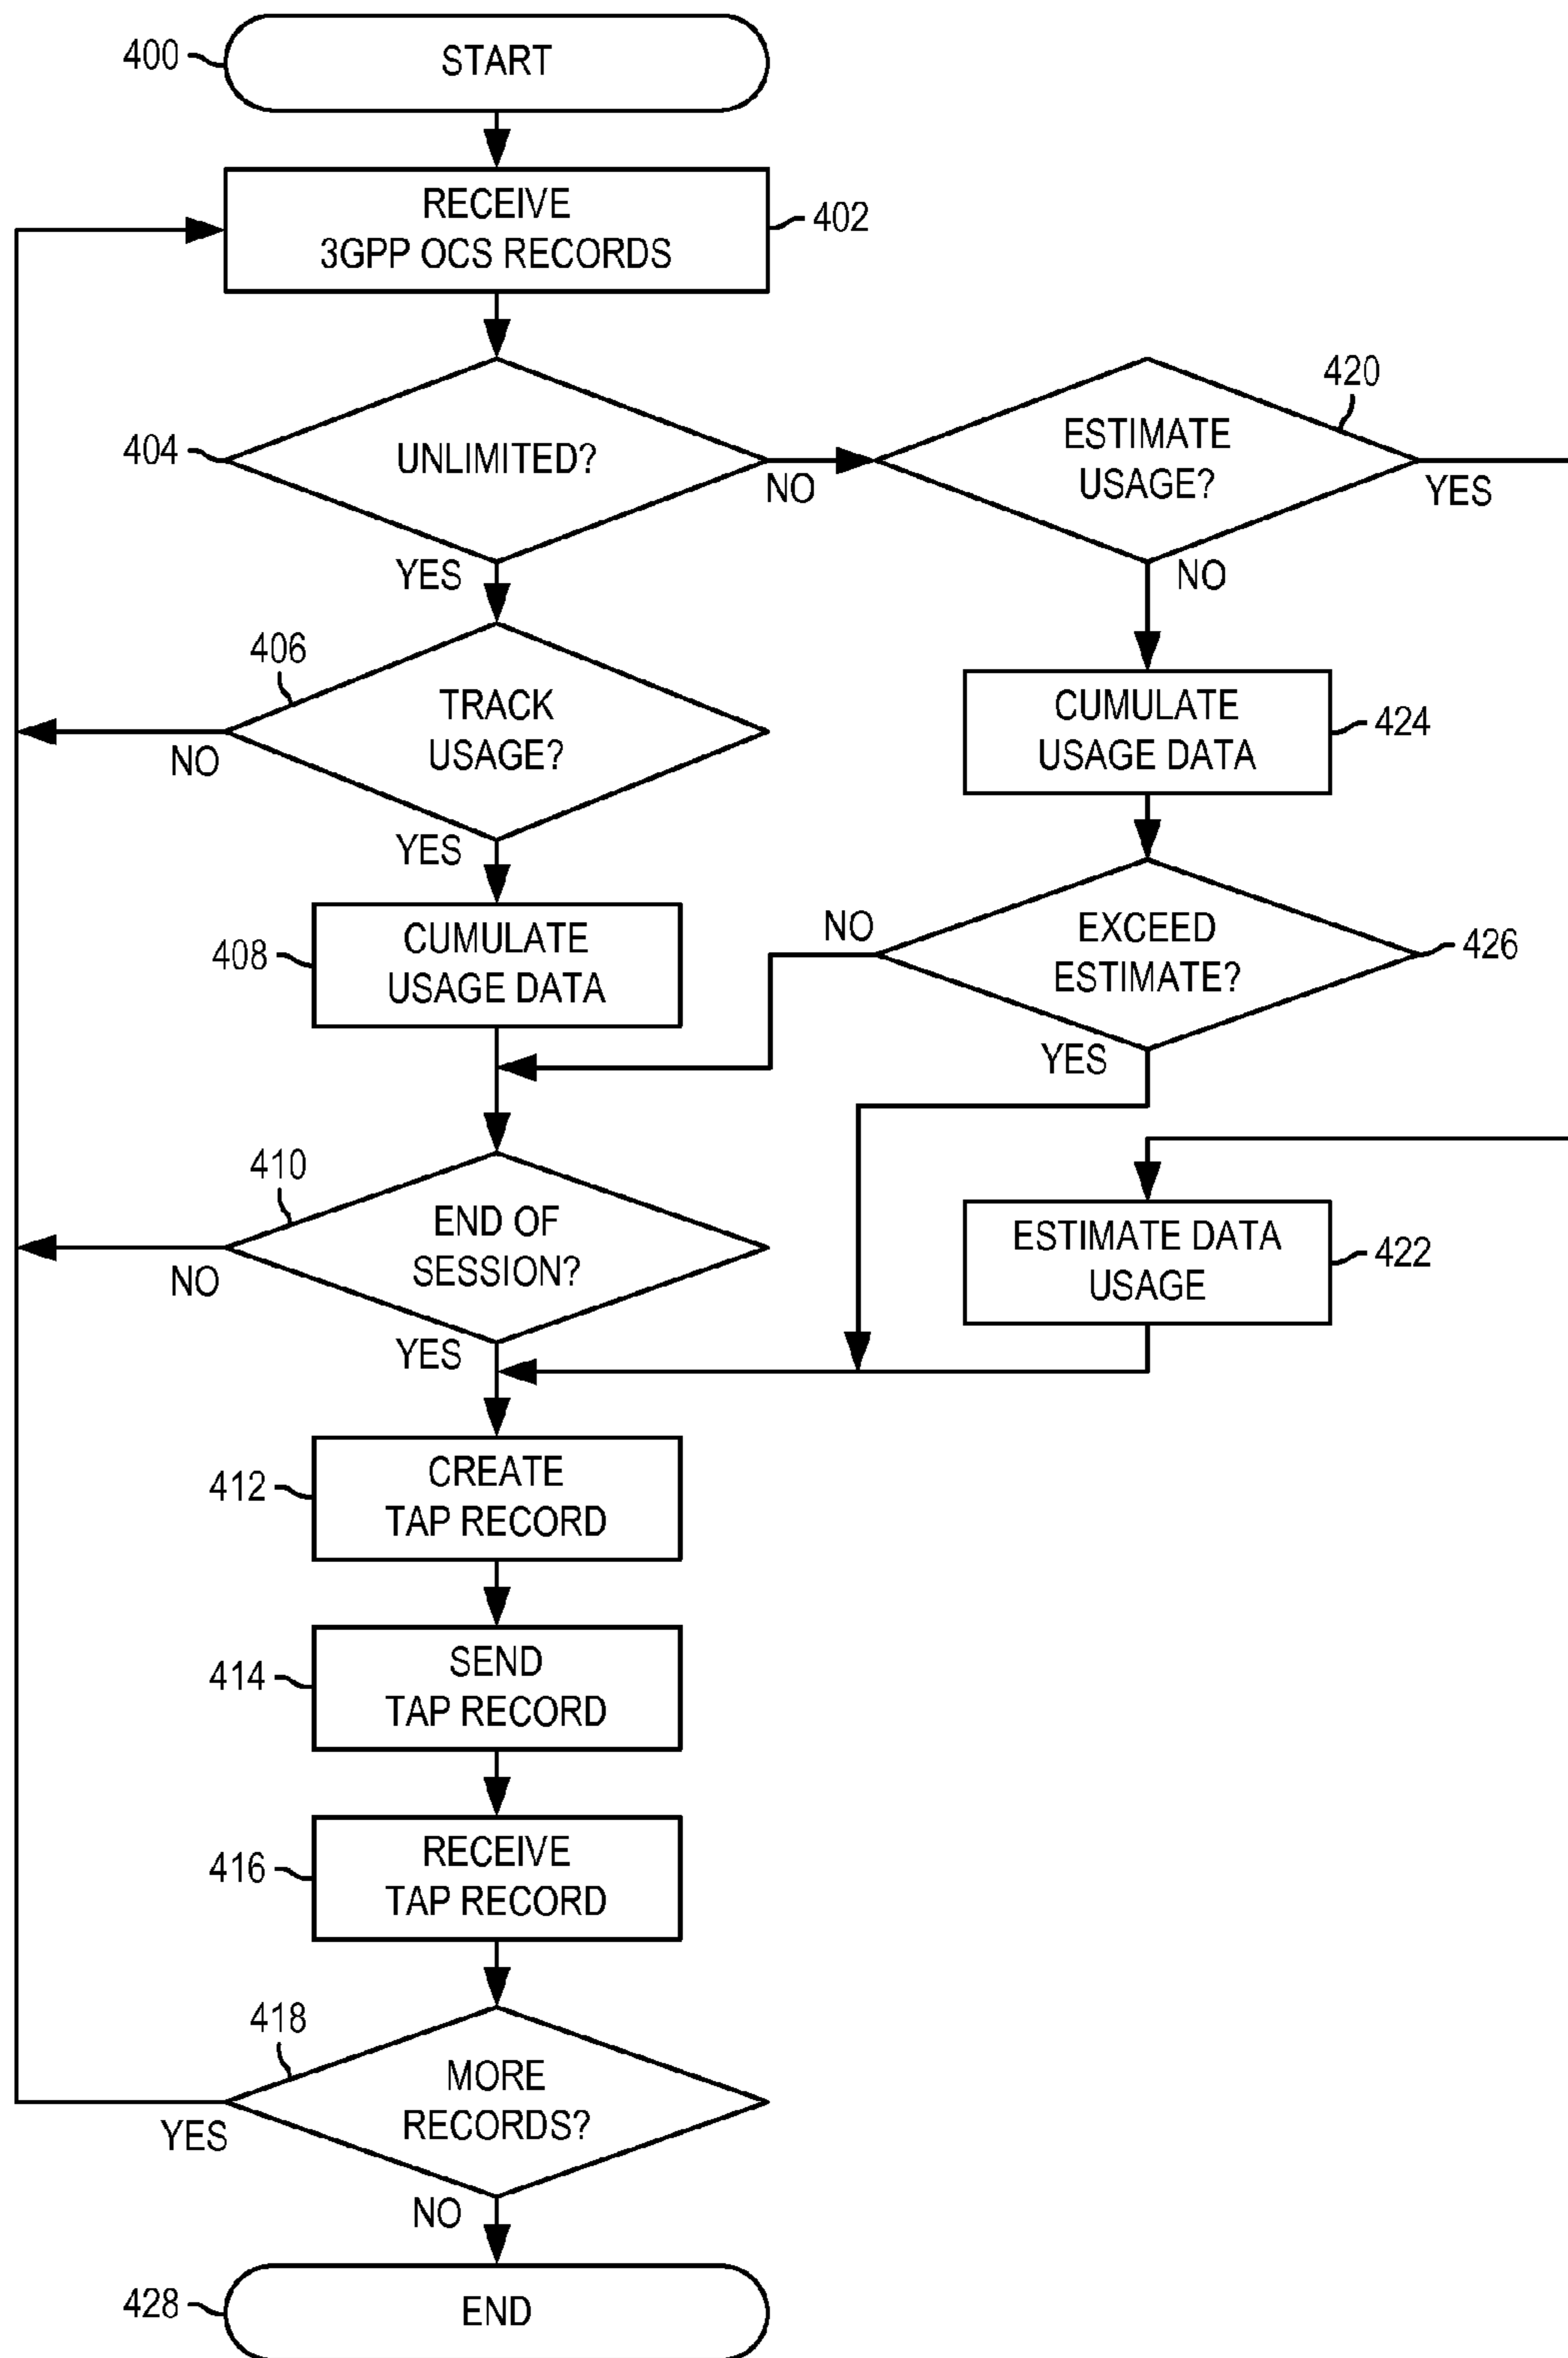 400
START
RECEIVE
3GPP OCS RECORDS
402
404
UNLIMITED?
NO
YES
420
ESTIMATE
USAGE?
YES
NO
406
TRACK
USAGE?
NO
YES
CUMULATE
USAGE DATA
424
408
CUMULATE
USAGE DATA
NO
EXCEED
ESTIMATE?
426
YES
410
END OF
SESSION?
NO
YES
ESTIMATE DATA
USAGE
422
412
CREATE
TAP RECORD
414
SEND
TAP RECORD
416
RECEIVE
TAP RECORD
418
MORE
RECORDS?
YES
NO
428
END